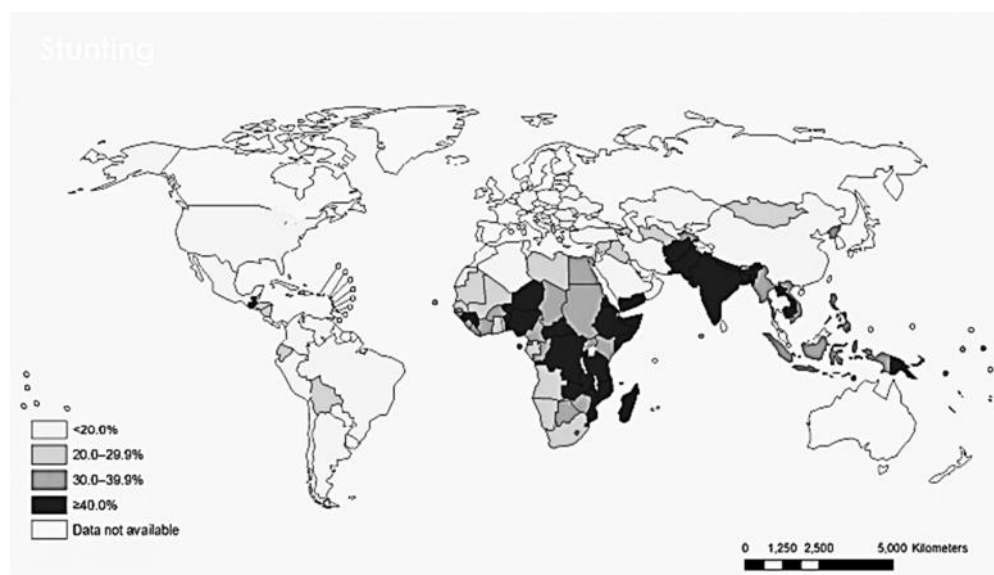 Stunting
<20.0%
20.0–29.9%
30.0–39.9%
≥40.0%
Data not available
0 1,250 2,500 5,000 Kilometers